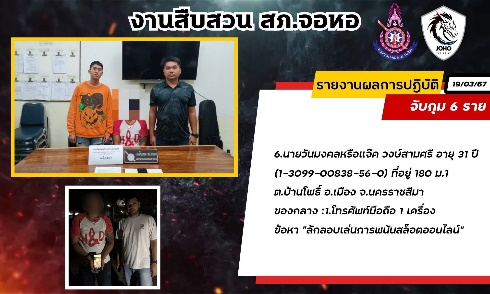 งานสืบสวน สภ.จอหอ
JOHO
รายงานผลการปฏิบัติ
19/03/67
จับกุม 6 ราย
6.นายวันมงคลหรือแจ๊ค วงษ์สามศรี อายุ 31 ปี
(1-3099-00838-56-0) ที่อยู่ 180 ม.1
ต.บ้านโพธิ์ อ.เมือง จ.นครราชสีมา
ของกลาง :1.โทรศัพท์มือถือ 1 เครื่อง
ข้อหา "ลักลอบเล่นการพนันสล็อตออนไลน์"
H&D